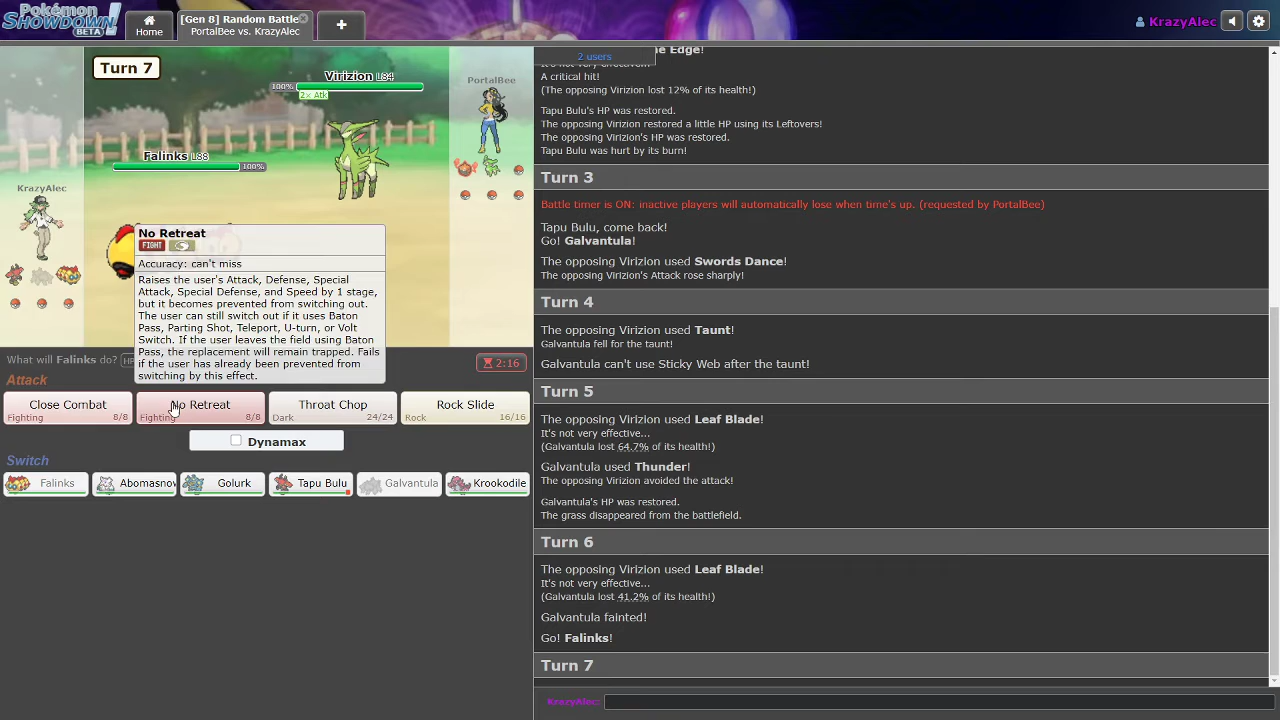 Pokémon
Showdown!
BETA
Home
[Gen 8] Random Battle
PortalBee vs. KrazyAlec
+
KrazyAlec
Turn 7
Virizion L84
100%
2× Atk
Falinks L88
100%
PortalBee
KrazyAlec
No Retreat
FIGHT
Accuracy: can't miss
Raises the user's Attack, Defense, Special
Attack, Special Defense, and Speed by 1 stage,
but it becomes prevented from switching out.
The user can still switch out if it uses Baton
Pass, Parting Shot, Teleport, U-turn, or Volt
Switch. If the user leaves the field using Baton
Pass, the replacement will remain trapped. Fails
if the user has already been prevented from
switching by this effect.
What will Falinks do?
2:16
Attack
Close Combat
Fighting 8/8
No Retreat
Fighting 8/8
Throat Chop
Dark 24/24
Rock Slide
Rock 16/16
Dynamax
Switch
Falinks
Abomasnow
Golurk
Tapu Bulu
Galvantula
Krookodile
2 users
A critical hit!
(The opposing Virizion lost 12% of its health!)
Tapu Bulu's HP was restored.
The opposing Virizion restored a little HP using its Leftovers!
The opposing Virizion's HP was restored.
Tapu Bulu was hurt by its burn!
Turn 3
Battle timer is ON: inactive players will automatically lose when time's up. (requested by PortalBee)
Tapu Bulu, come back!
Go! Galvantula!
The opposing Virizion used Swords Dance!
The opposing Virizion's Attack rose sharply!
Turn 4
The opposing Virizion used Taunt!
Galvantula fell for the taunt!
Galvantula can't use Sticky Web after the taunt!
Turn 5
The opposing Virizion used Leaf Blade!
It's not very effective...
(Galvantula lost 64.7% of its health!)
Galvantula used Thunder!
The opposing Virizion avoided the attack!
Galvantula's HP was restored.
The grass disappeared from the battlefield.
Turn 6
The opposing Virizion used Leaf Blade!
It's not very effective...
(Galvantula lost 41.2% of its health!)
Galvantula fainted!
Go! Falinks!
Turn 7
KrazyAlec: